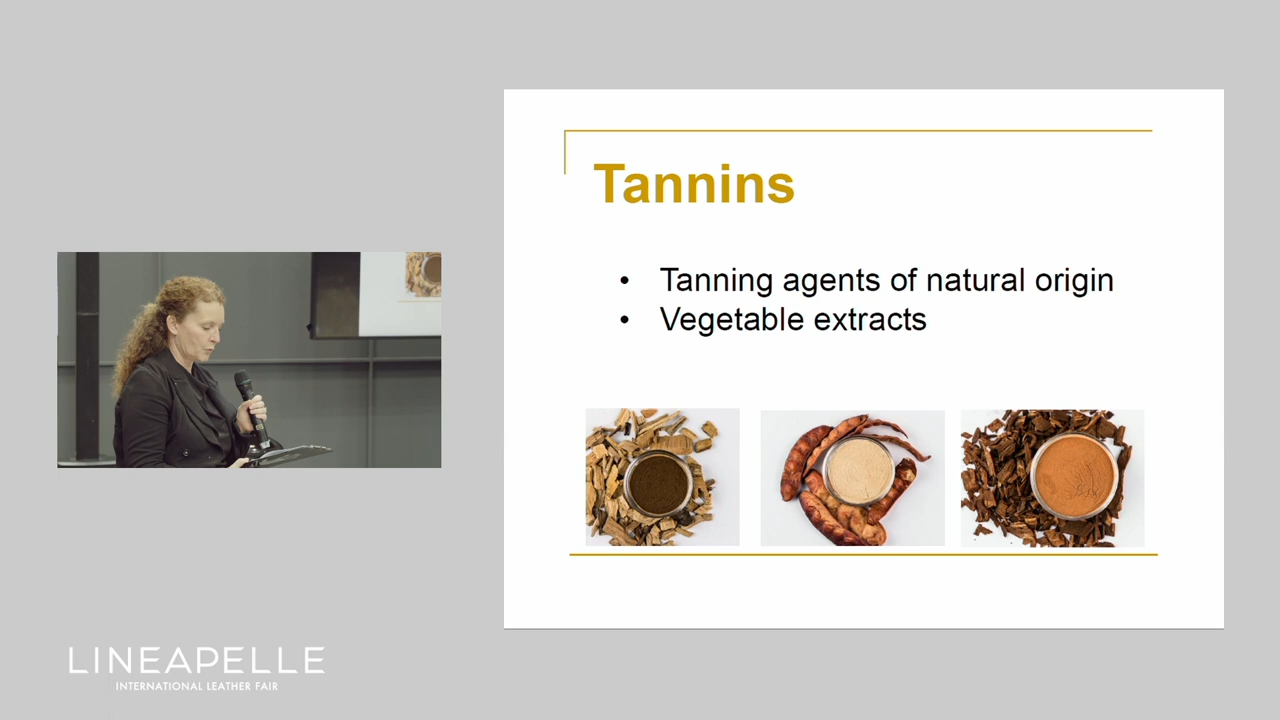 Tannins
• Tanning agents of natural origin
• Vegetable extracts
LINEAPELLE
INTERNATIONAL LEATHER FAIR